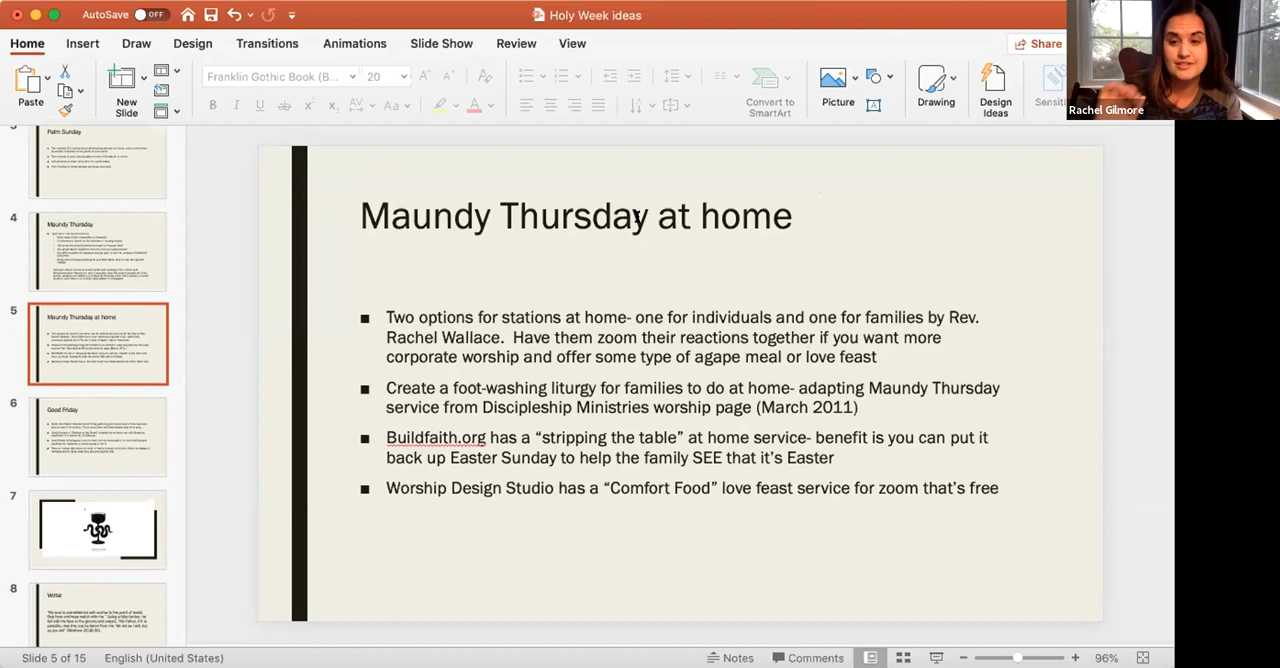 AutoSave OFF
Holy Week ideas
Home Insert Draw Design Transitions Animations Slide Show Review View Share
Rachel Gilmore
Paste
New Slide
Franklin Gothic Book (B... 20
Convert to SmartArt
Picture
Drawing
Design Ideas
Sensiti
Palm Sunday
4
Maundy Thursday
5
Maundy Thursday at home
6
Good Friday
7
8
Verse
Maundy Thursday at home
■ Two options for stations at home- one for individuals and one for families by Rev.
Rachel Wallace. Have them zoom their reactions together if you want more
corporate worship and offer some type of agape meal or love feast
■ Create a foot-washing liturgy for families to do at home- adapting Maundy Thursday
service from Discipleship Ministries worship page (March 2011)
■ Buildfaith.org has a “stripping the table” at home service- benefit is you can put it
back up Easter Sunday to help the family SEE that it’s Easter
■ Worship Design Studio has a “Comfort Food” love feast service for zoom that’s free
Slide 5 of 15 English (United States) Notes Comments 96%